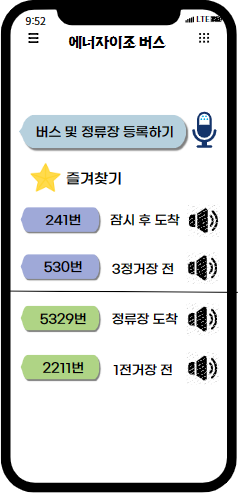 9:52 LTE
에너자이조 버스
버스 및 정류장 등록하기
즐겨찾기
241번 잠시 후 도착
530번 3정거장 전
5329번 정류장 도착
2211번 1전거장 전